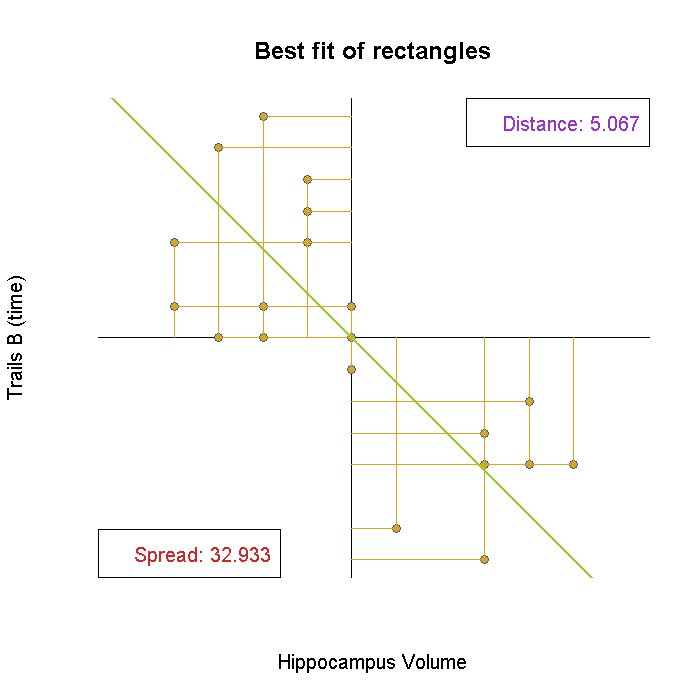 Best fit of rectangles
Distance: 5.067
Trails B (time)
Spread: 32.933
Hippocampus Volume